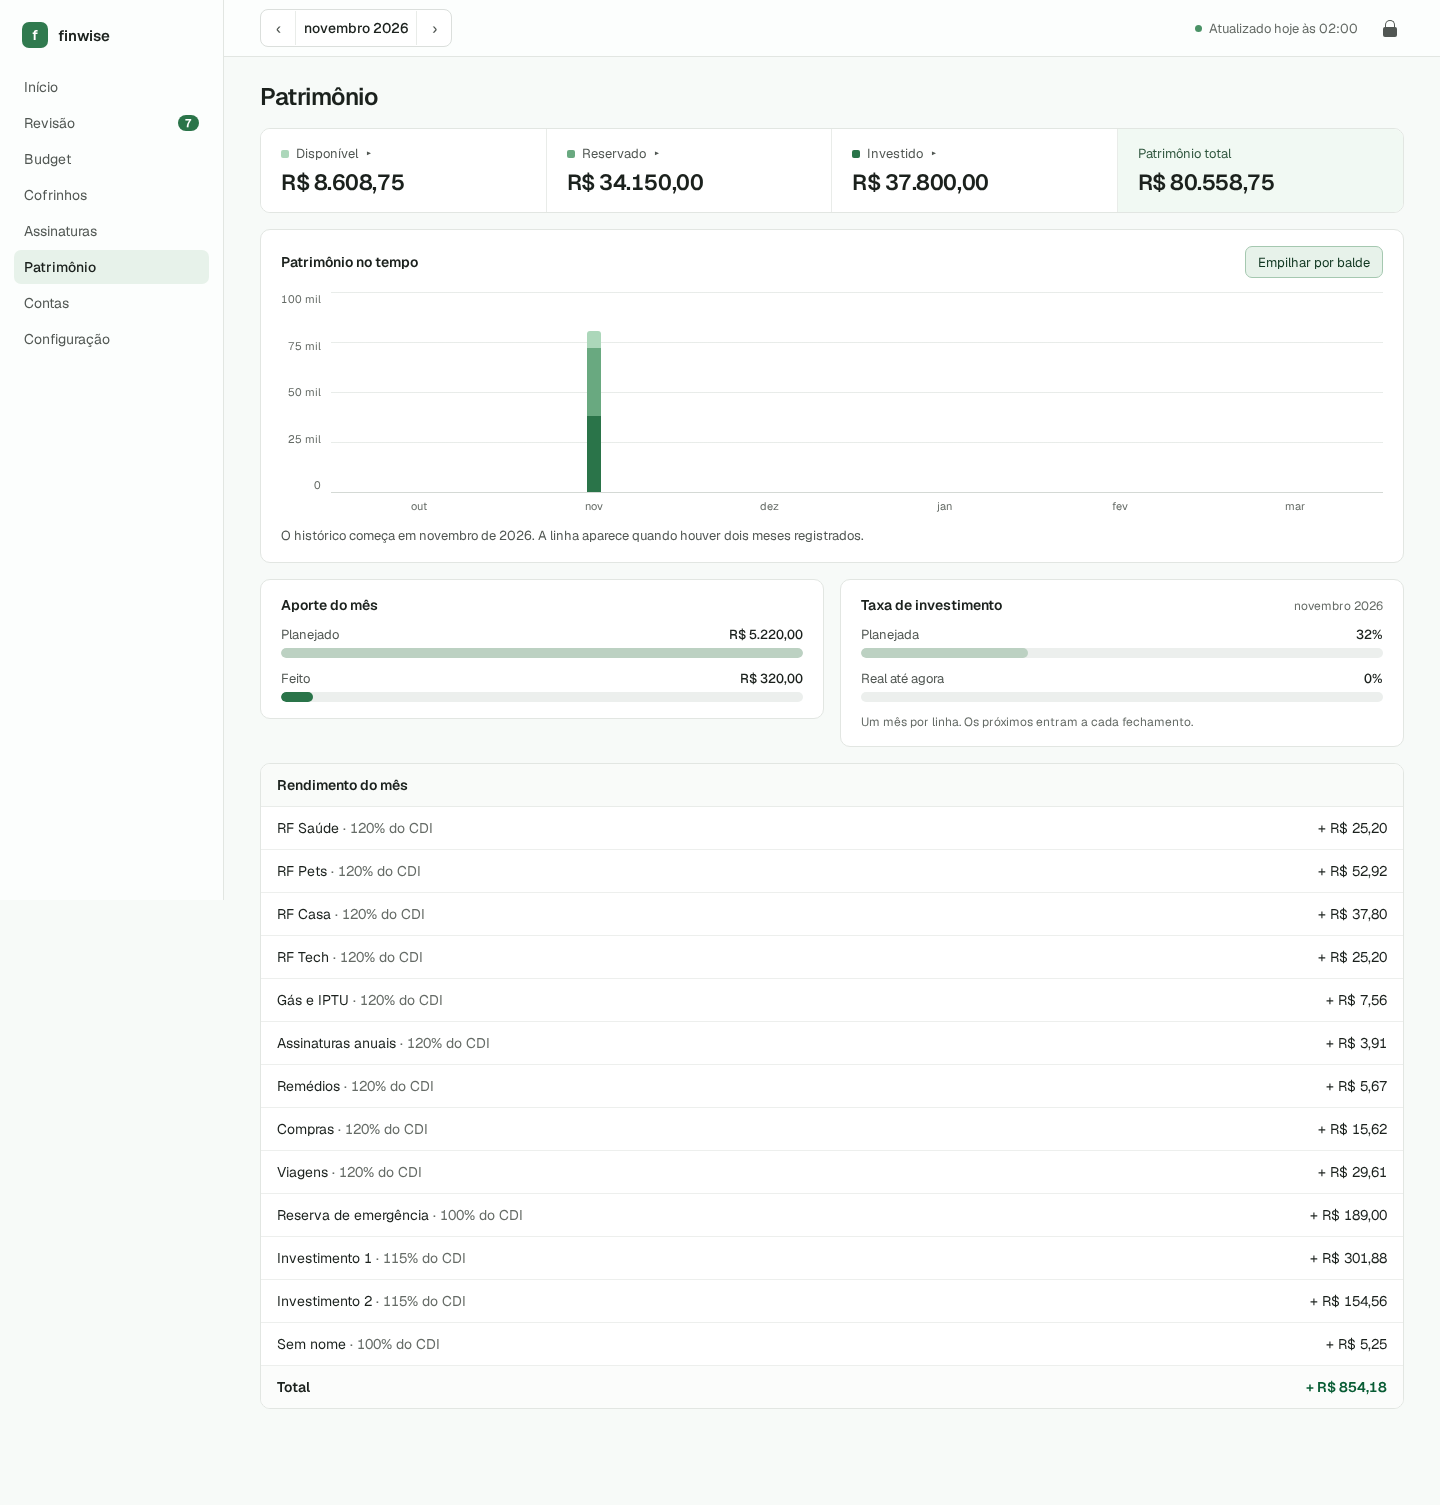 f finwise
Início
Revisão 7
Budget
Cofrinhos
Assinaturas
Patrimônio
Contas
Configuração
‹ novembro 2026 ›
Atualizado hoje às 02:00
Patrimônio
Disponível ▸
R$ 8.608,75
Reservado ▸
R$ 34.150,00
Investido ▸
R$ 37.800,00
Patrimônio total
R$ 80.558,75
Patrimônio no tempo
Empilhar por balde
100 mil
75 mil
50 mil
25 mil
0
out nov dez jan fev mar
O histórico começa em novembro de 2026. A linha aparece quando houver dois meses registrados.
Aporte do mês
Planejado R$ 5.220,00
Feito R$ 320,00
Taxa de investimento novembro 2026
Planejada 32%
Real até agora 0%
Um mês por linha. Os próximos entram a cada fechamento.
Rendimento do mês
RF Saúde · 120% do CDI + R$ 25,20
RF Pets · 120% do CDI + R$ 52,92
RF Casa · 120% do CDI + R$ 37,80
RF Tech · 120% do CDI + R$ 25,20
Gás e IPTU · 120% do CDI + R$ 7,56
Assinaturas anuais · 120% do CDI + R$ 3,91
Remédios · 120% do CDI + R$ 5,67
Compras · 120% do CDI + R$ 15,62
Viagens · 120% do CDI + R$ 29,61
Reserva de emergência · 100% do CDI + R$ 189,00
Investimento 1 · 115% do CDI + R$ 301,88
Investimento 2 · 115% do CDI + R$ 154,56
Sem nome · 100% do CDI + R$ 5,25
Total + R$ 854,18